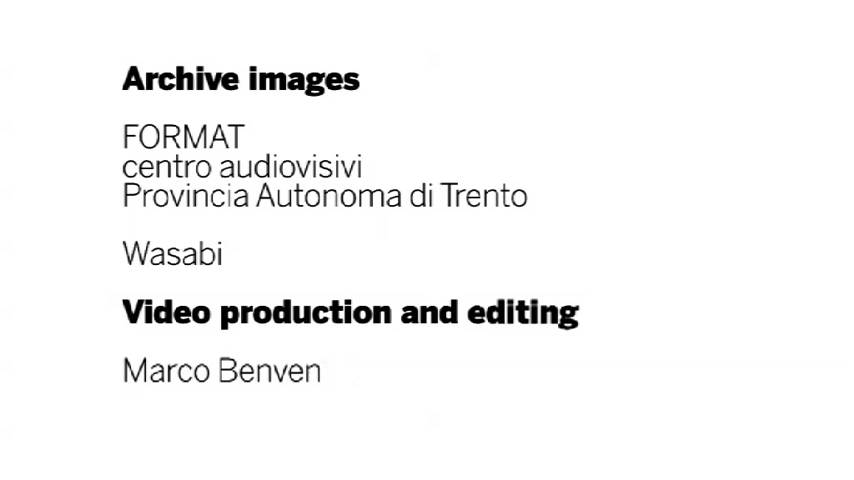 Archive images
FORMAT
centro audiovisivi
Provincia Autonoma di Trento
Wasabi
Video production and editing
Marco Benven